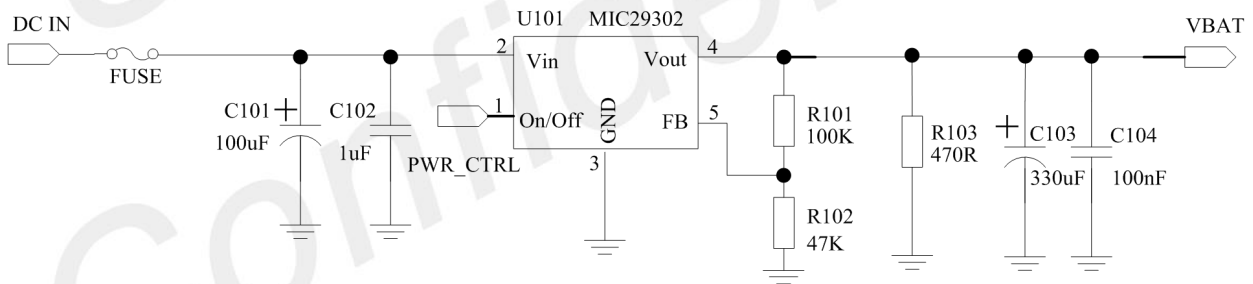 DC IN
FUSE
C101
100uF
+
C102
1uF
U101 MIC29302
2
Vin
Vout
4
1
On/Off
GND
FB
5
3
PWR_CTRL
R101
100K
R102
47K
R103
470R
+
C103
330uF
C104
100nF
VBAT
Confidential